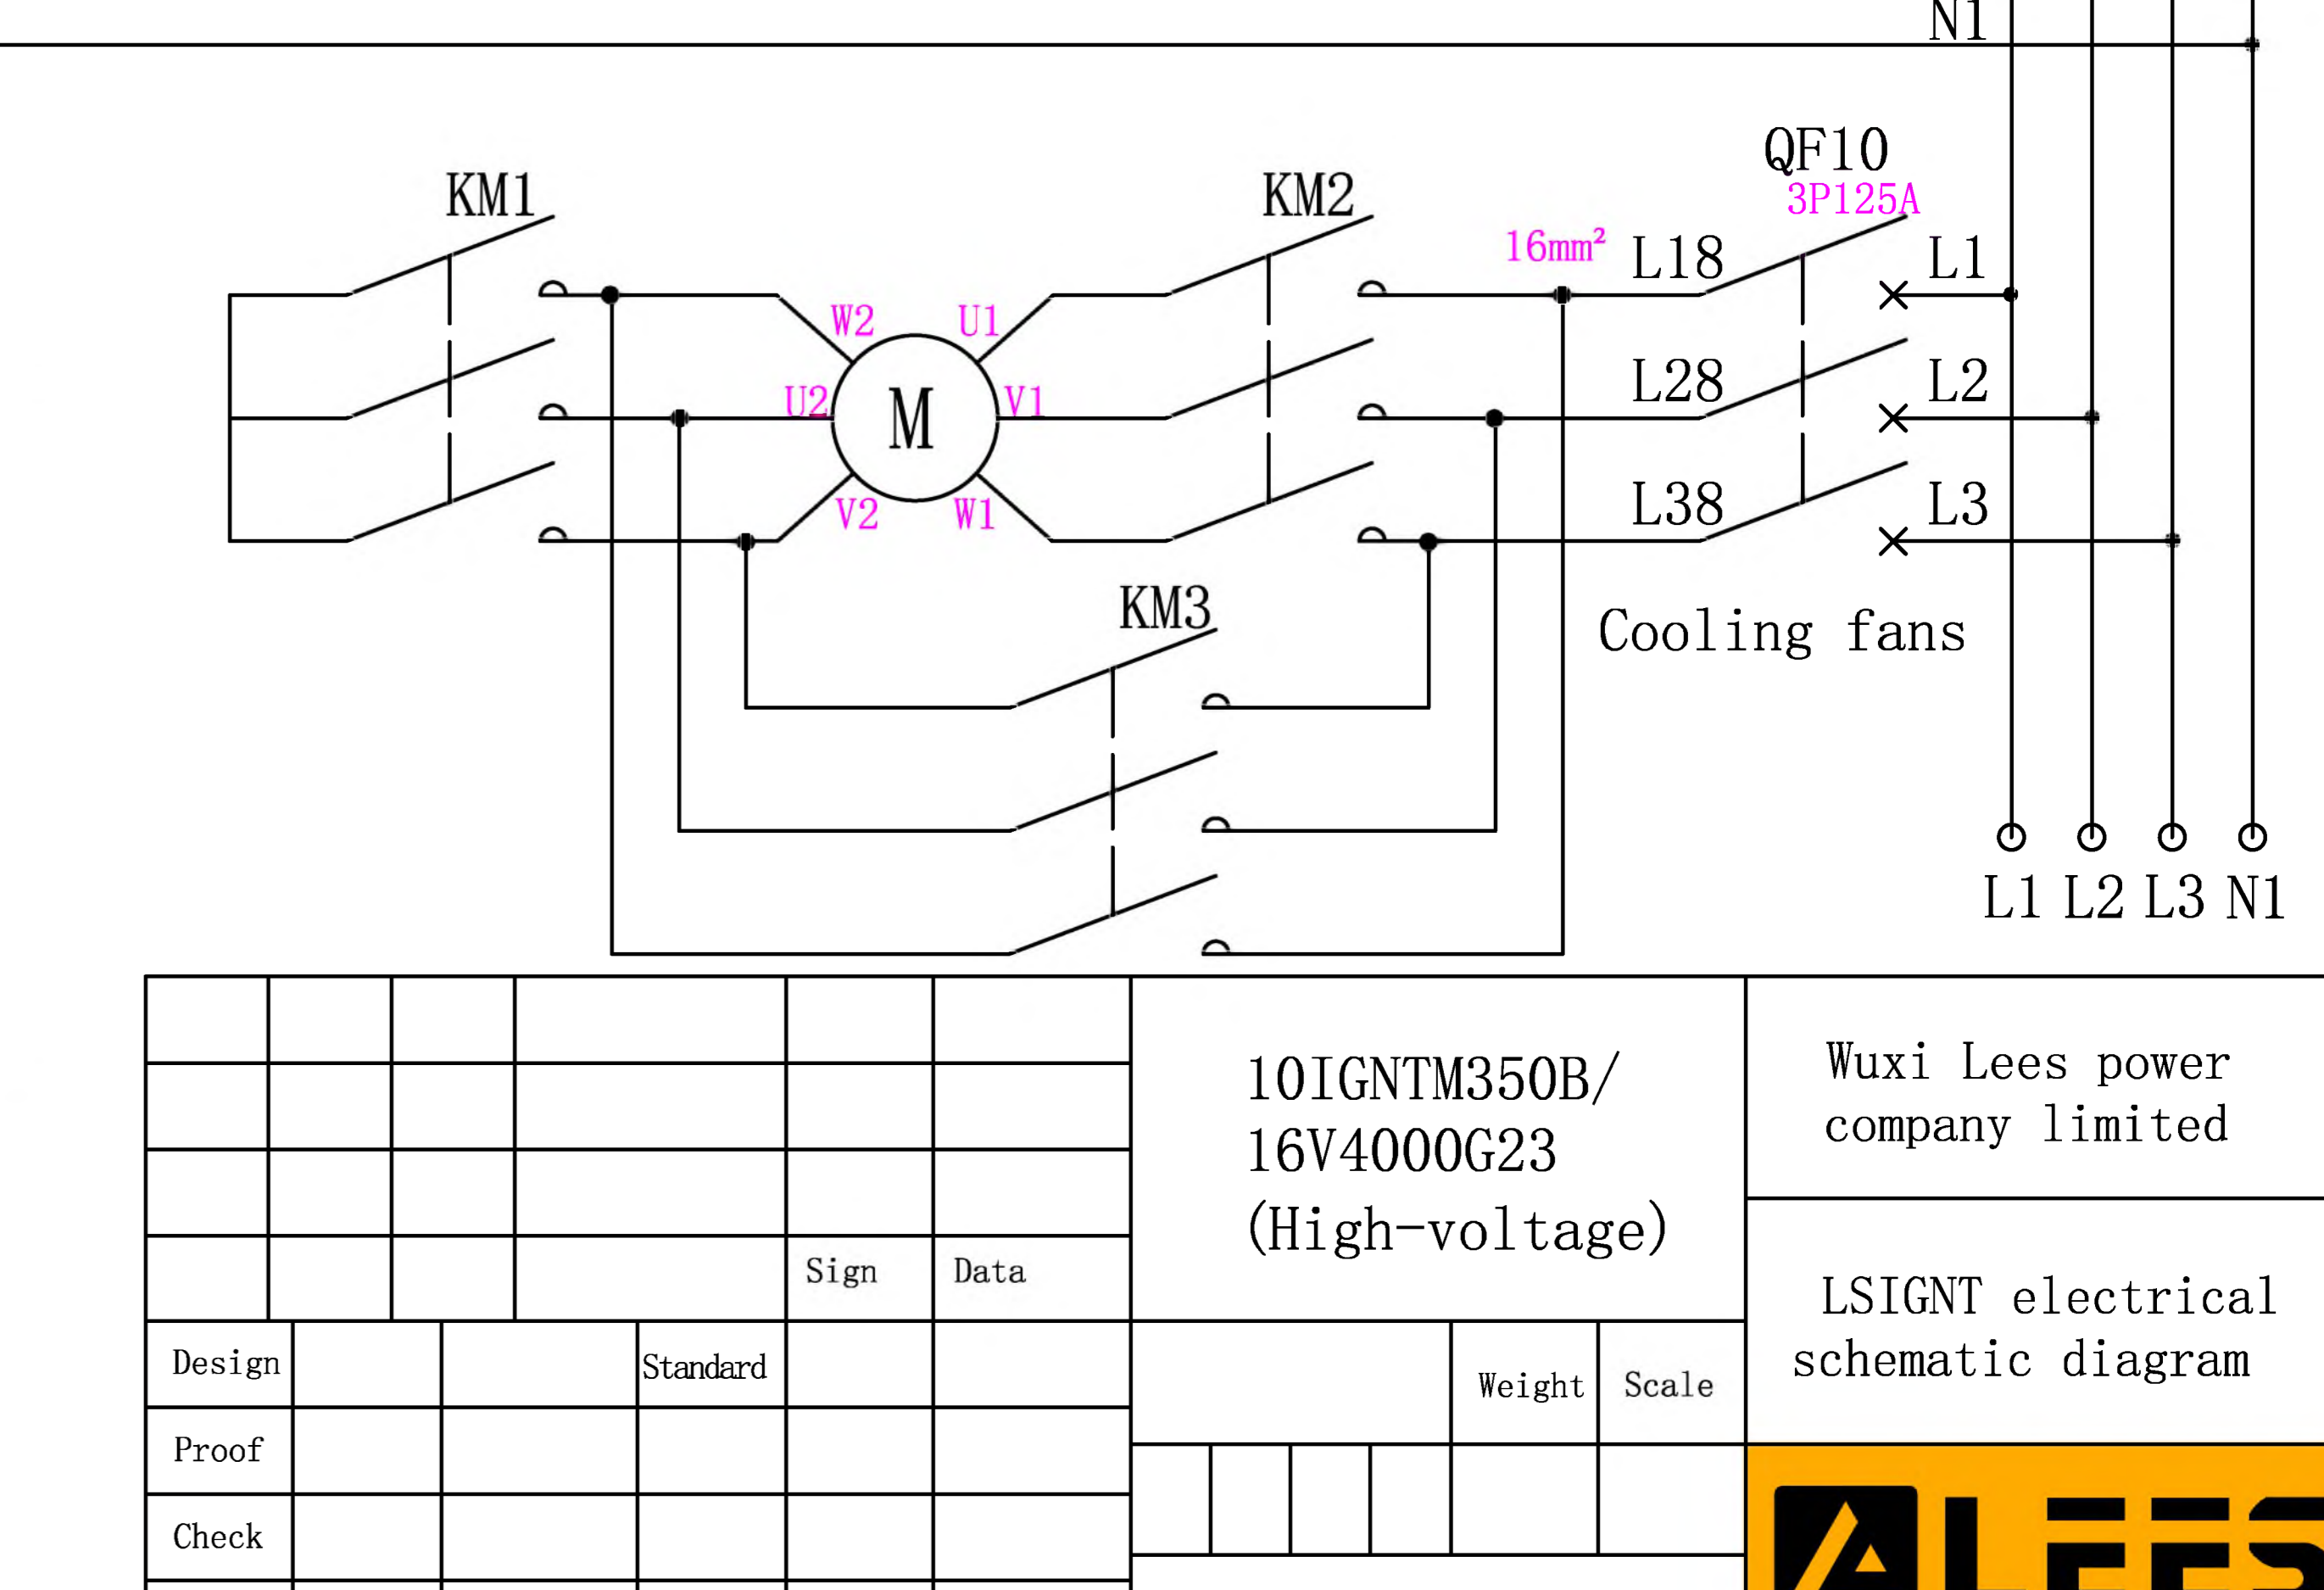 N1
QF10
3P125A
KM1
KM2
16mm²
L18
L1
W2
U1
L28
L2
U2
V1
M
L38
L3
V2
W1
KM3
Cooling fans
L1 L2 L3 N1
10IGNTM350B/
16V4000G23
(High-voltage)
Wuxi Lees power
company limited
Sign
Data
LSIGNT electrical
schematic diagram
Design
Standard
Weight
Scale
Proof
Check
LEES